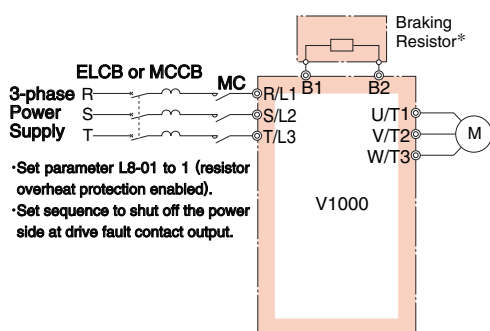 Braking
Resistor*
ELCB or MCCB
MC
B1
B2
3-phase R
Power S
Supply T
R/L1
S/L2
T/L3
U/T1
V/T2
W/T3
M
V1000
·Set parameter L8-01 to 1 (resistor
overheat protection enabled).
·Set sequence to shut off the power
side at drive fault contact output.